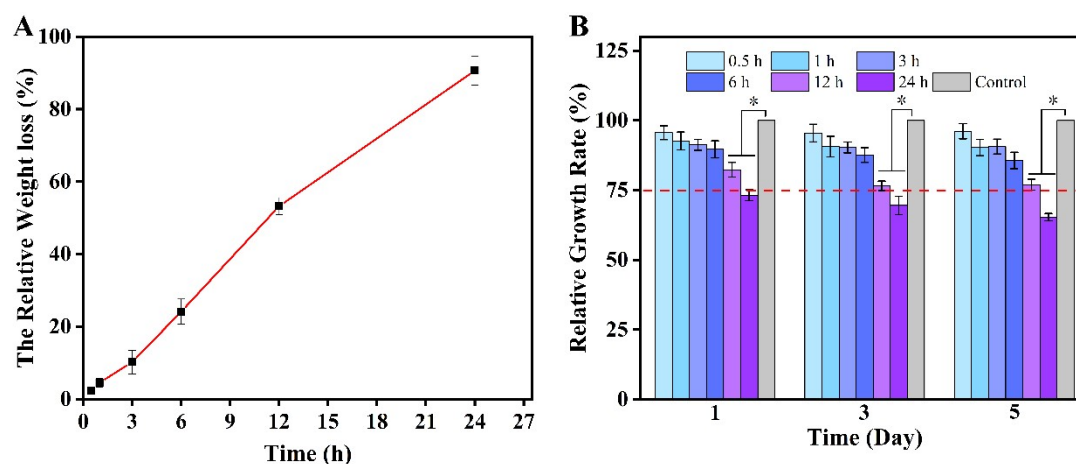 A
The Relative Weight loss (%)
100
80
60
40
20
0
0 3 6 9 12 15 18 21 24 27
Time (h)
B
Relative Growth Rate (%)
125
100
75
50
25
0
0.5 h 1 h 3 h
6 h 12 h 24 h Control
* * *
1 3 5
Time (Day)